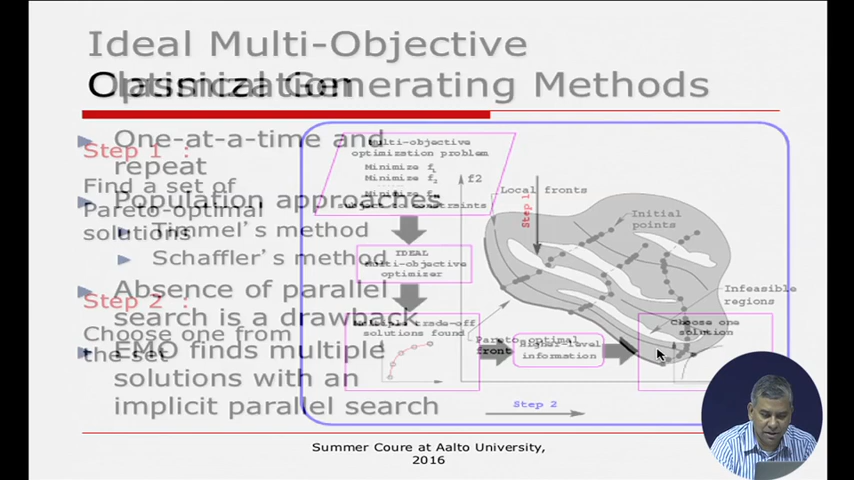 Ideal Multi-Objective
Optimization
Classical Generating Methods
Step 1 :
Find a set of
Pareto-optimal
solutions
Step 2 :
Choose one from
the set
One-at-a-time and
repeat
Population approaches
Timmel's method
Schaffler's method
Absence of parallel
search is a drawback
EMO finds multiple
solutions with an
implicit parallel search
Multi-objective
optimization problem
Minimize f1
Minimize f2
Minimize
subject to constraints
IDEAL
Multi-objective
optimizer
Multiple trade-off
solutions found
Step 1
f2
Local fronts
Initial
points
Infeasible
regions
Pareto-optimal
front
Higher-level
information
Choose one
solution
Step 2
Summer Coure at Aalto University,
2016